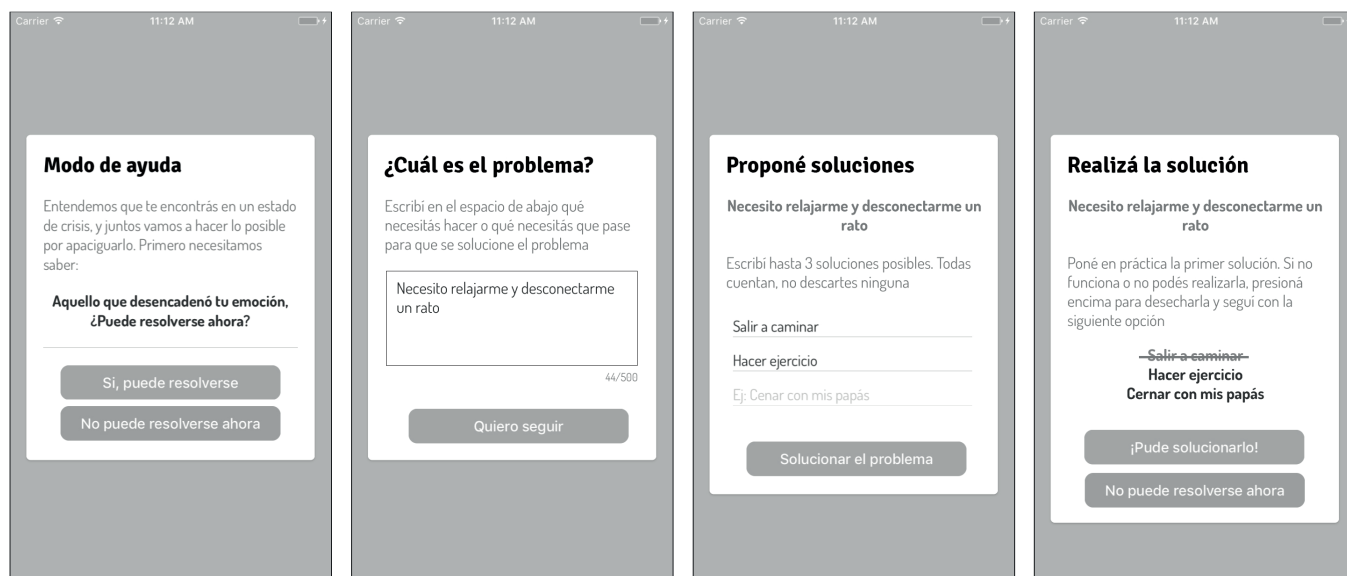 Carrier 11:12 AM
Modo de ayuda
Entendemos que te encontrás en un estado
de crisis, y juntos vamos a hacer lo posible
por apaciguarlo. Primero necesitamos
saber:
Aquello que desencadenó tu emoción,
¿Puede resolverse ahora?
Si, puede resolverse
No puede resolverse ahora
Carrier 11:12 AM
¿Cuál es el problema?
Escribí en el espacio de abajo qué
necesitás hacer o qué necesitás que pase
para que se solucione el problema
Necesito relajarme y desconectarme
un rato
44/500
Quiero seguir
Carrier 11:12 AM
Proponé soluciones
Necesito relajarme y desconectarme un
rato
Escribí hasta 3 soluciones posibles. Todas
cuentan, no descartes ninguna
Salir a caminar
Hacer ejercicio
Ej: Cenar con mis papás
Solucionar el problema
Carrier 11:12 AM
Realizá la solución
Necesito relajarme y desconectarme un
rato
Poné en práctica la primer solución. Si no
funciona o no podés realizarla, presioná
encima para desecharla y seguí con la
siguiente opción
Salir a caminar
Hacer ejercicio
Cernar con mis papás
¡Pude solucionarlo!
No puede resolverse ahora